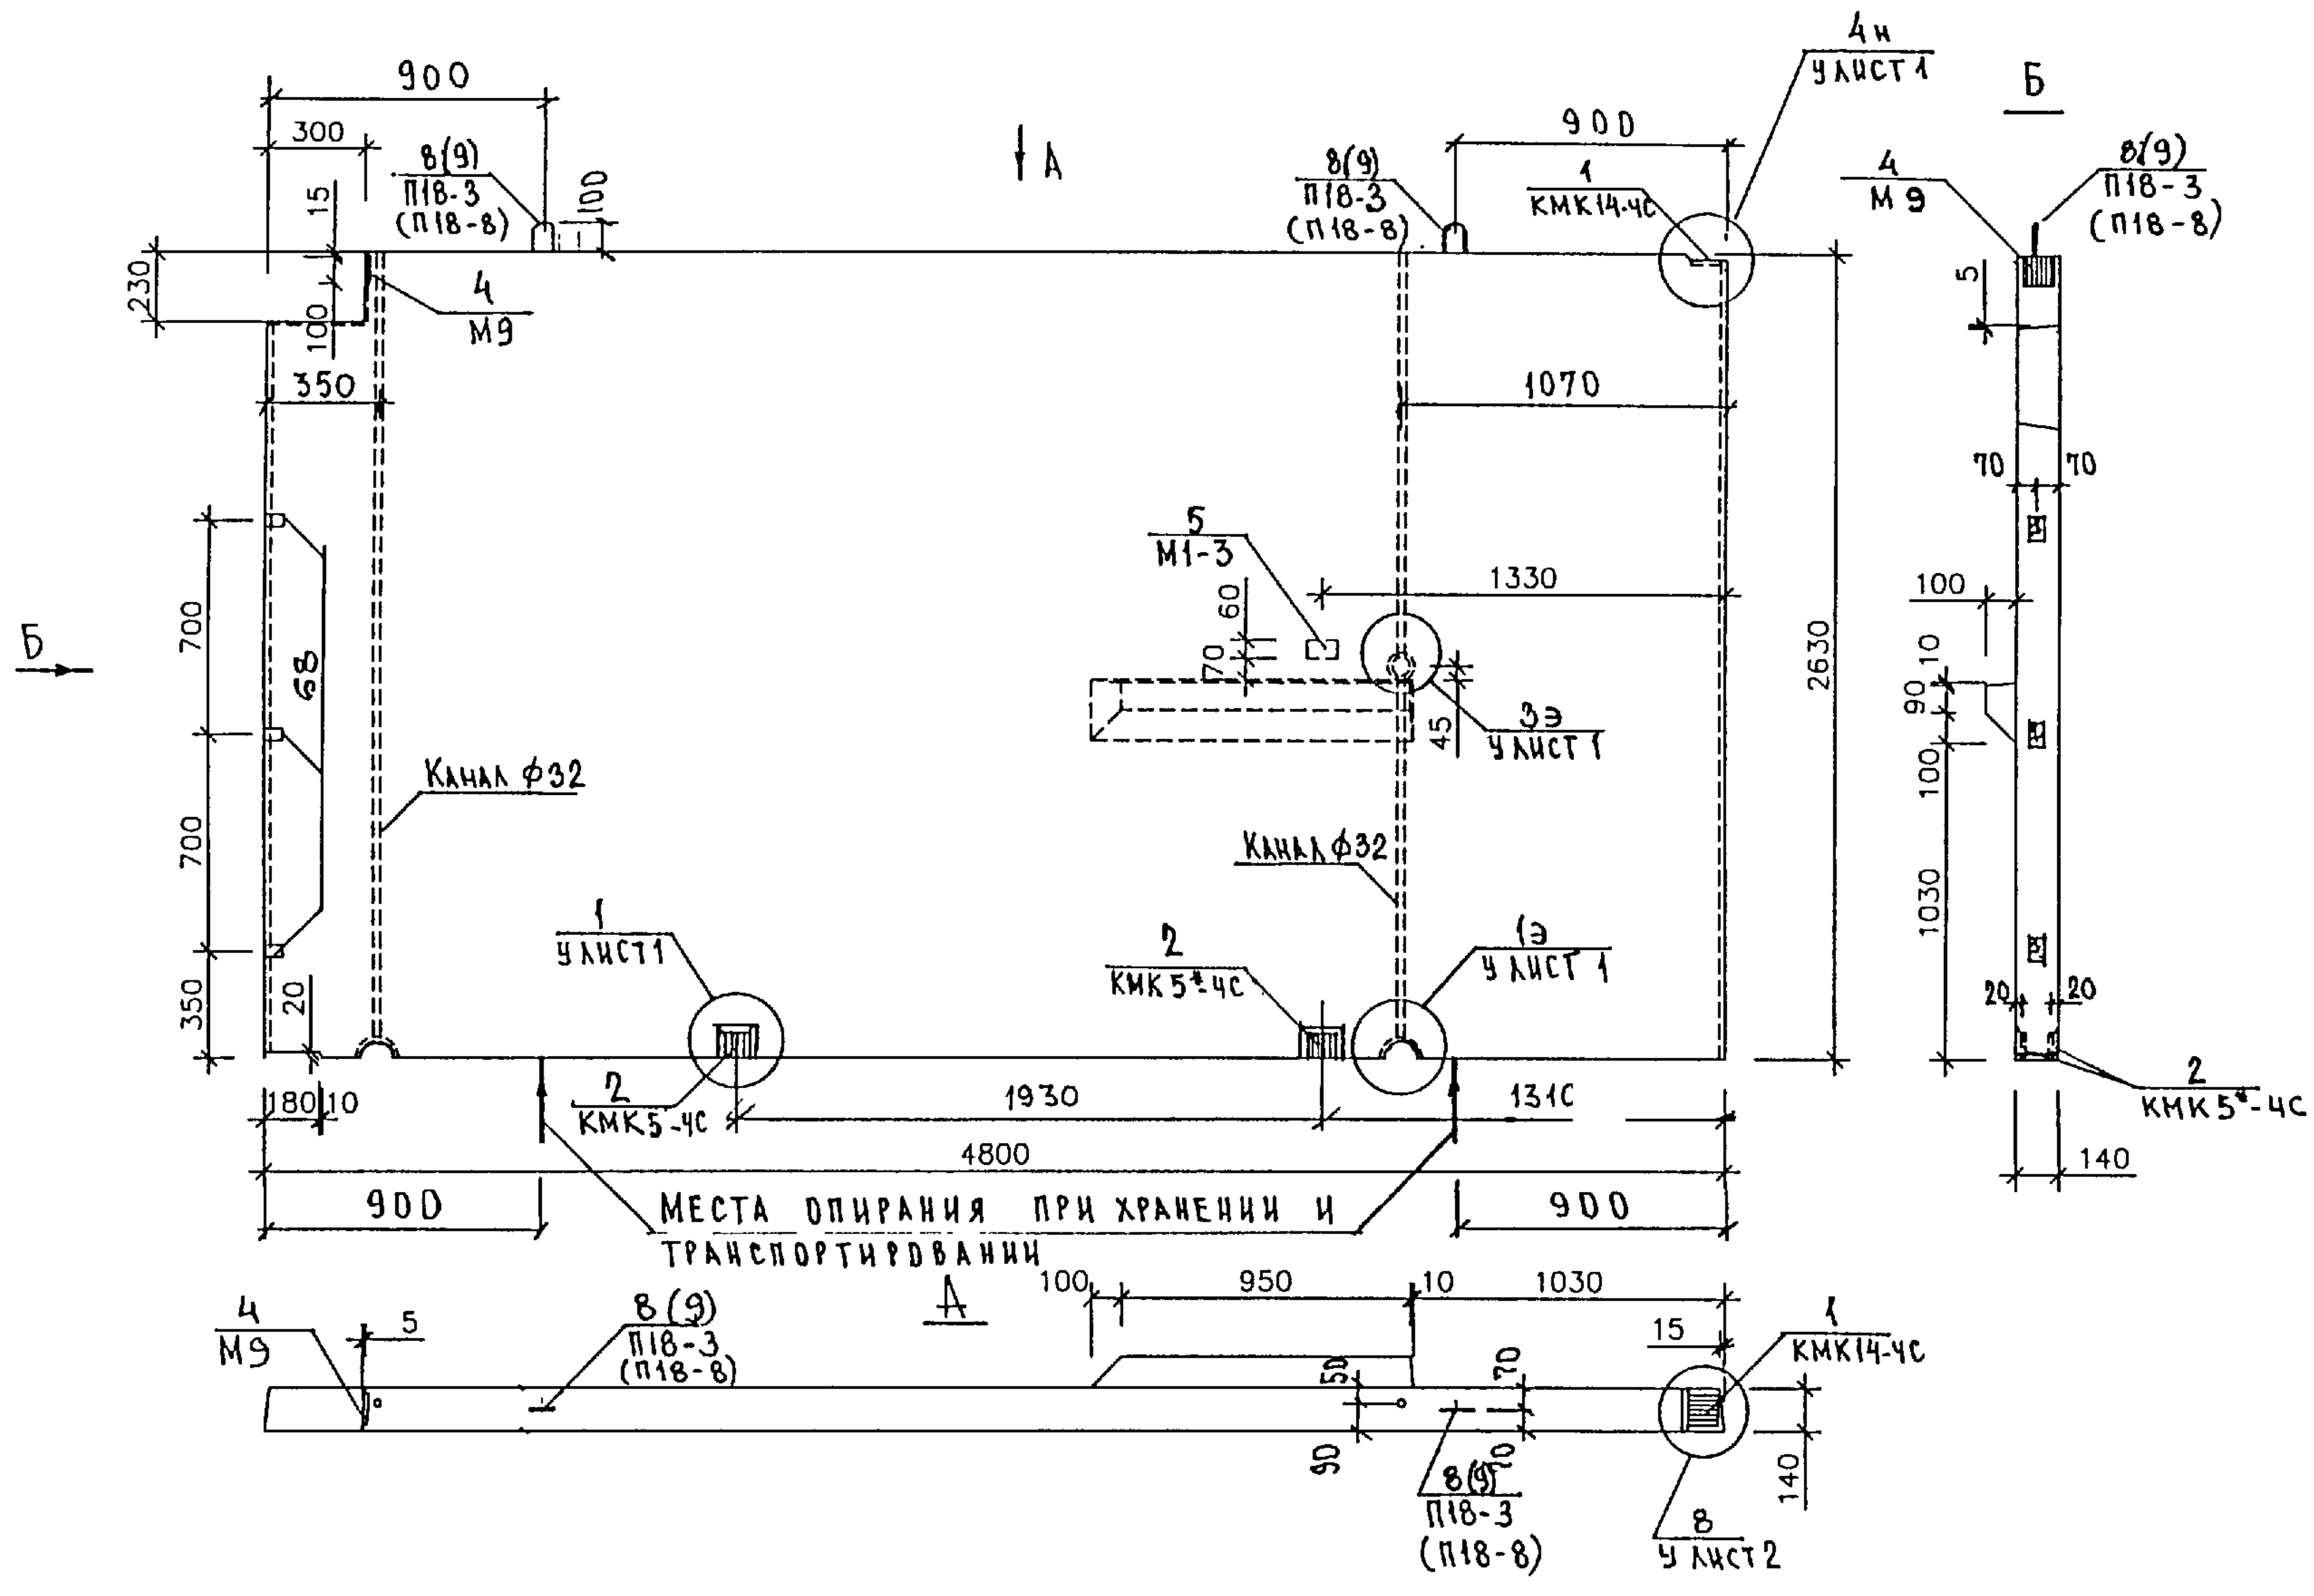 4н
У ЛИСТ 1
Б
900
900
300
8(9)
П18-3
(П18-8)
100
15
А
8(9)
П18-3
(П18-8)
1
КМК14-4С
4
М9
8(9)
П18-3
(П18-8)
230
100
4
М9
5
350
1070
70
70
5
М1-3
1330
100
60
70
700
Б
68
2630
10
90
45
3э
У ЛИСТ 1
100
КАНАЛ ф32
700
КАНАЛ ф32
1030
1
У ЛИСТ 1
2
КМК5*-4С
1э
У ЛИСТ 1
350
20
20
20
180
10
2
КМК5-4С
1930
131С
2
КМК5*-4С
4800
140
900
МЕСТА ОПИРАНИЯ ПРИ ХРАНЕНИИ И
ТРАНСПОРТИРОВАНИИ
900
А
100
950
10
1030
4
М9
5
8(9)
П18-3
(П18-8)
15
1
КМК14-4С
50
70
90
70
140
8(9)
П18-3
(П18-8)
8
У ЛИСТ 2